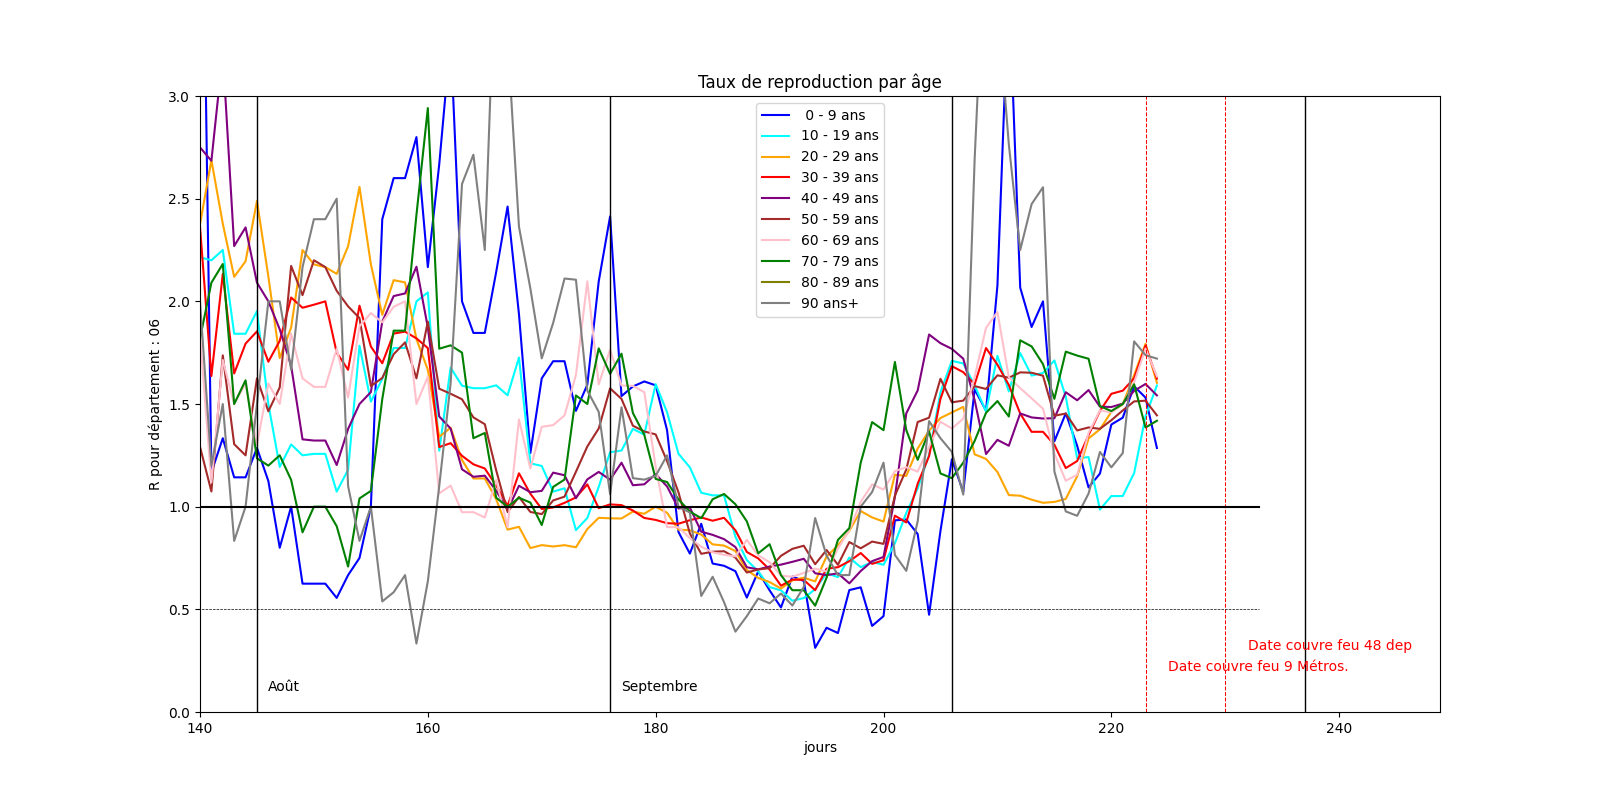 Taux de reproduction par âge
R pour département : 06
3.0
2.5
2.0
1.5
1.0
0.5
0.0
0 - 9 ans
10 - 19 ans
20 - 29 ans
30 - 39 ans
40 - 49 ans
50 - 59 ans
60 - 69 ans
70 - 79 ans
80 - 89 ans
90 ans+
Date couvre feu 48 dep
Date couvre feu 9 Métros.
Août
Septembre
140 160 180 200 220 240
jours